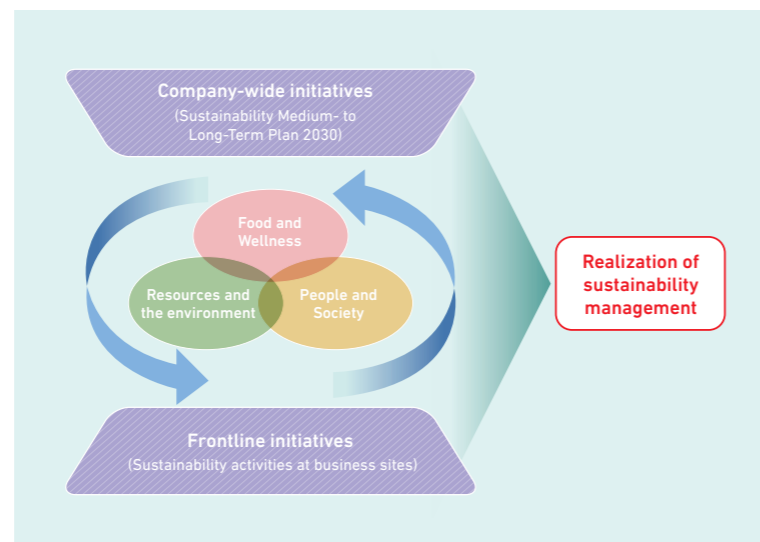 Company-wide initiatives
(Sustainability Medium- to
Long-Term Plan 2030)
Food and
Wellness
Resources and
the environment
People and
Society
Realization of
sustainability
management
Frontline initiatives
(Sustainability activities at business sites)